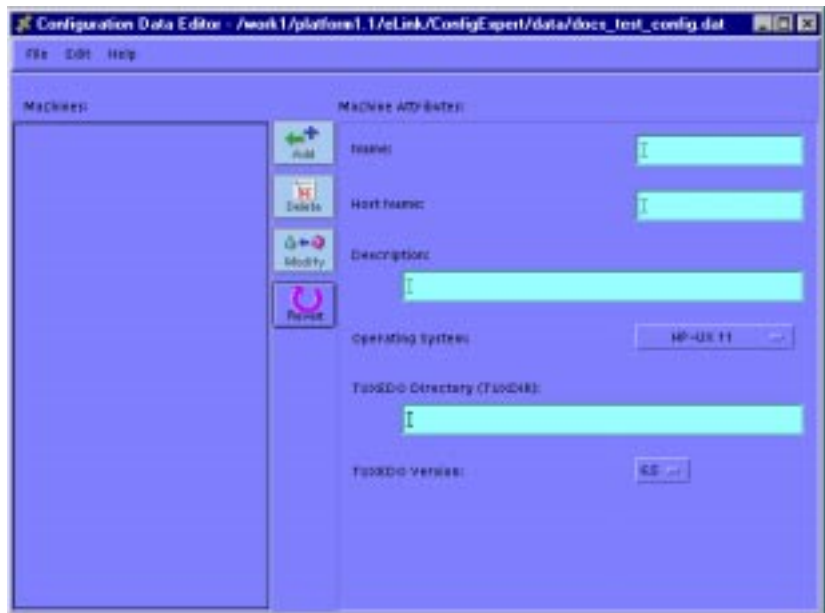 Configuration Data Editor - /work1/platform1.1/eLink/ConfigExpert/data/docs_test_config.dat
File Edit Help
Machines:
Machine Attributes:
Add
Name:
Delete
Host Name:
Modify
Description:
Revert
Operating System:
HP-UX 11
TUXEDO Directory (TUXDIR):
TUXEDO Version:
6.5